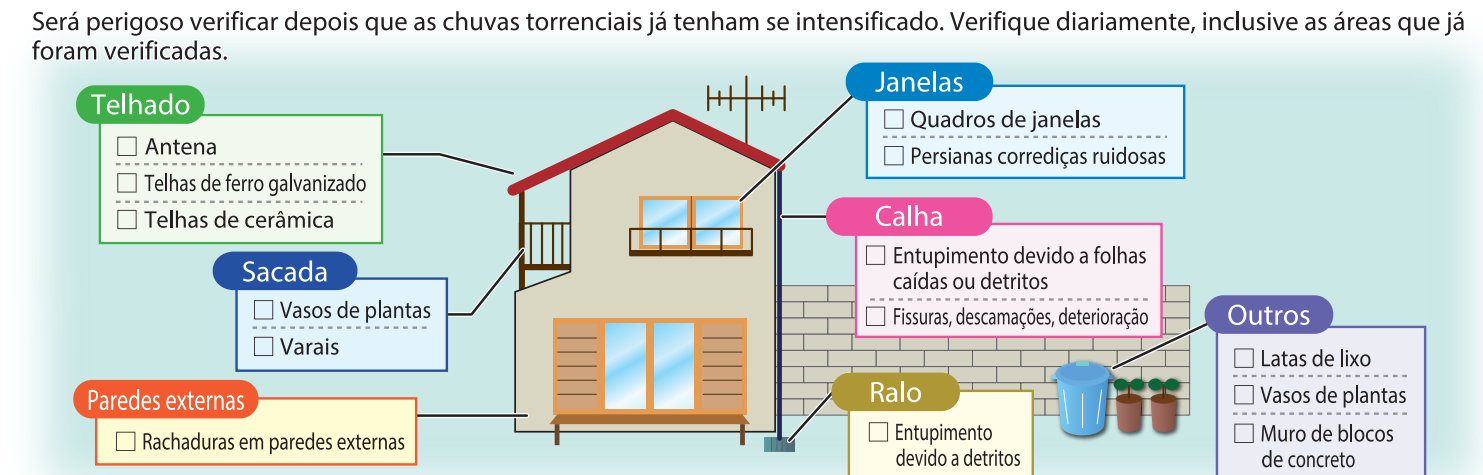 Será perigoso verificar depois que as chuvas torrenciais já tenham se intensificado. Verifique diariamente, inclusive as áreas que já
foram verificadas.
Telhado
☐ Antena
☐ Telhas de ferro galvanizado
☐ Telhas de cerâmica
Janelas
☐ Quadros de janelas
☐ Persianas corrediças ruidosas
Sacada
☐ Vasos de plantas
☐ Varais
Calha
☐ Entupimento devido a folhas
caídas ou detritos
☐ Fissuras, descamações, deterioração
Paredes externas
☐ Rachaduras em paredes externas
Ralo
☐ Entupimento
devido a detritos
Outros
☐ Latas de lixo
☐ Vasos de plantas
☐ Muro de blocos
de concreto